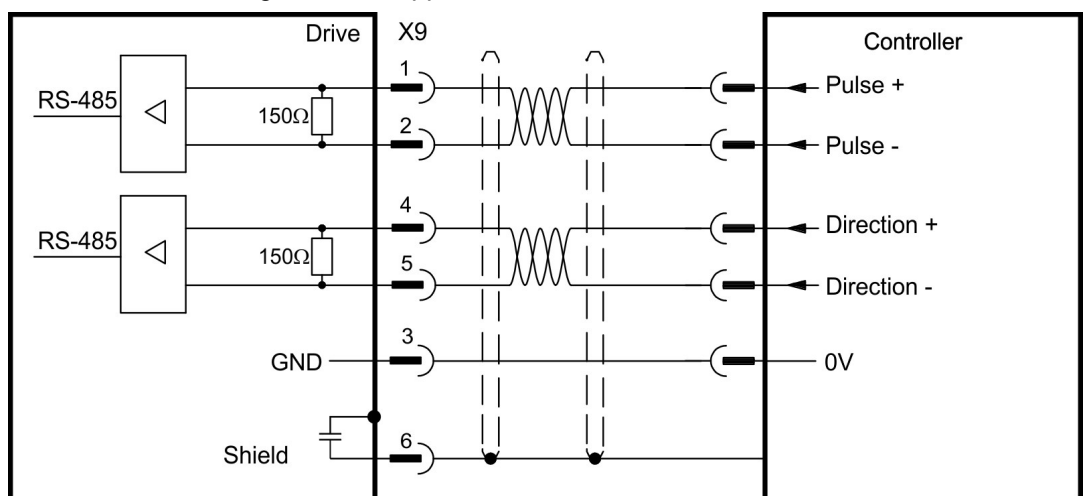 Drive X9
Controller
1
Pulse +
RS-485
150Ω
2
Pulse -
4
Direction +
RS-485
150Ω
5
Direction -
3
GND
0V
6
Shield